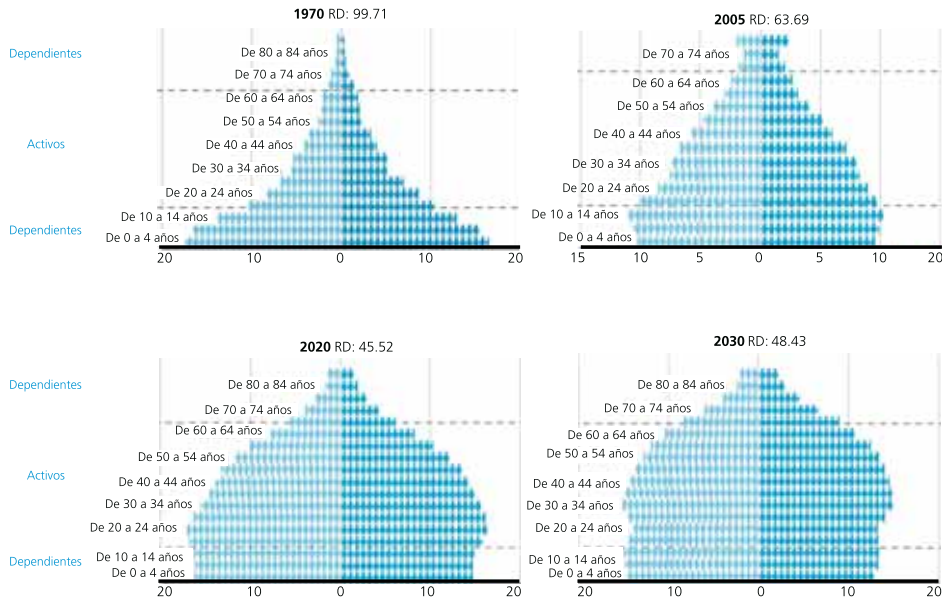 1970 RD: 99.71
Dependientes
Activos
Dependientes
De 80 a 84 años
De 70 a 74 años
De 60 a 64 años
De 50 a 54 años
De 40 a 44 años
De 30 a 34 años
De 20 a 24 años
De 10 a 14 años
De 0 a 4 años
20 10 0 10 20
2005 RD: 63.69
De 70 a 74 años
De 60 a 64 años
De 50 a 54 años
De 40 a 44 años
De 30 a 34 años
De 20 a 24 años
De 10 a 14 años
De 0 a 4 años
15 10 5 0 5 10 20
2020 RD: 45.52
Dependientes
Activos
Dependientes
De 80 a 84 años
De 70 a 74 años
De 60 a 64 años
De 50 a 54 años
De 40 a 44 años
De 30 a 34 años
De 20 a 24 años
De 10 a 14 años
De 0 a 4 años
20 10 0 10 20
2030 RD: 48.43
De 80 a 84 años
De 70 a 74 años
De 60 a 64 años
De 50 a 54 años
De 40 a 44 años
De 30 a 34 años
De 20 a 24 años
De 10 a 14 años
De 0 a 4 años
20 10 0 10 20